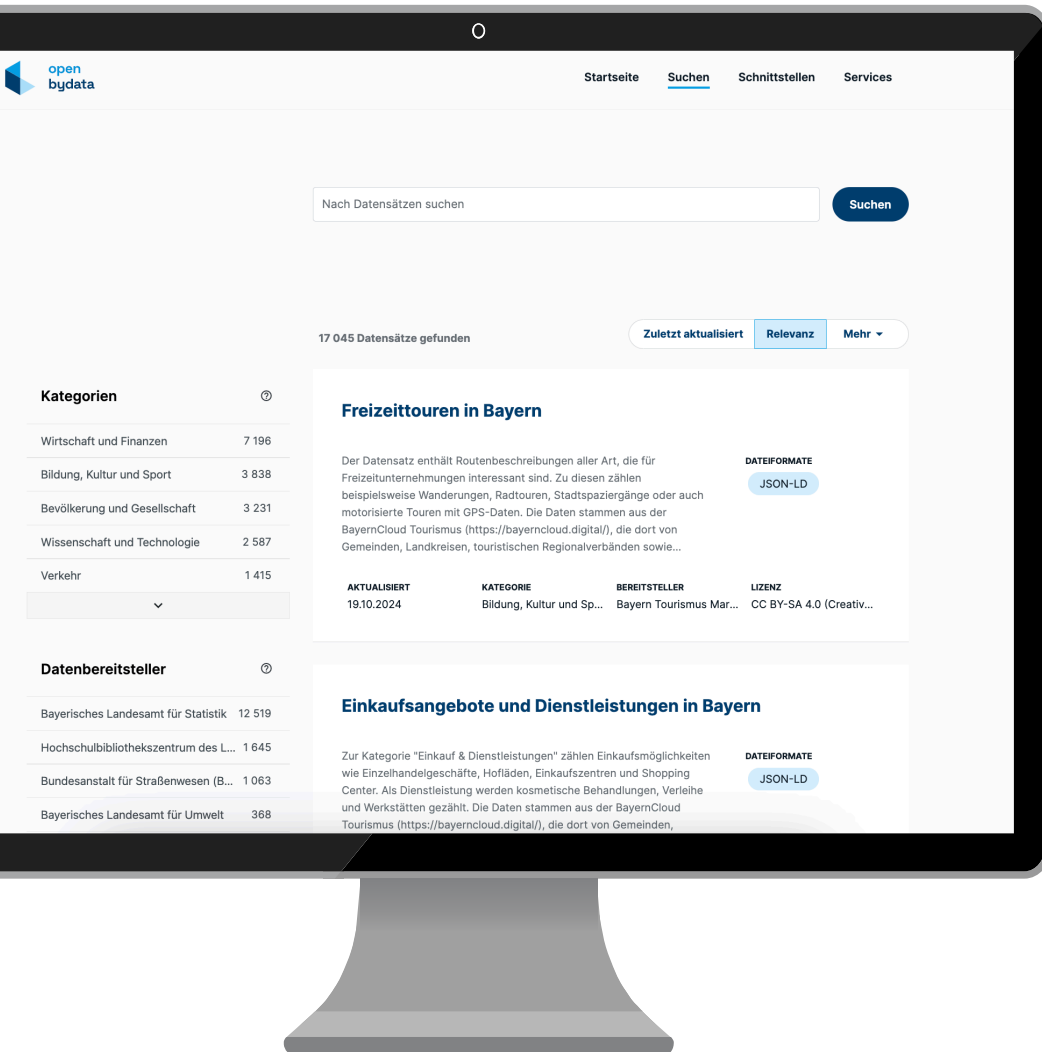 open
bydata
Startseite Suchen Schnittstellen Services
Nach Datensätzen suchen
Suchen
17 045 Datensätze gefunden
Zuletzt aktualisiert Relevanz Mehr
Kategorien
Wirtschaft und Finanzen 7 196
Bildung, Kultur und Sport 3 838
Bevölkerung und Gesellschaft 3 231
Wissenschaft und Technologie 2 587
Verkehr 1 415
Datenbereitsteller
Bayerisches Landesamt für Statistik 12 519
Hochschulbibliothekszentrum des L... 1 645
Bundesanstalt für Straßenwesen (B... 1 063
Bayerisches Landesamt für Umwelt 368
Freizeittouren in Bayern
Der Datensatz enthält Routenbeschreibungen aller Art, die für
Freizeitunternehmungen interessant sind. Zu diesen zählen
beispielsweise Wanderungen, Radtouren, Stadtspaziergänge oder auch
motorisierte Touren mit GPS-Daten. Die Daten stammen aus der
BayernCloud Tourismus (https://bayerncloud.digital/), die dort von
Gemeinden, Landkreisen, touristischen Regionalverbänden sowie...
DATEIFORMATE
JSON-LD
AKTUALISIERT KATEGORIE BEREITSTELLER LIZENZ
19.10.2024 Bildung, Kultur und Sp... Bayern Tourismus Mar... CC BY-SA 4.0 (Creativ...
Einkaufsangebote und Dienstleistungen in Bayern
Zur Kategorie "Einkauf & Dienstleistungen" zählen Einkaufsmöglichkeiten
wie Einzelhandelgeschäfte, Hofläden, Einkaufszentren und Shopping
Center. Als Dienstleistung werden kosmetische Behandlungen, Verleihe
und Werkstätten gezählt. Die Daten stammen aus der BayernCloud
Tourismus (https://bayerncloud.digital/), die dort von Gemeinden,
DATEIFORMATE
JSON-LD